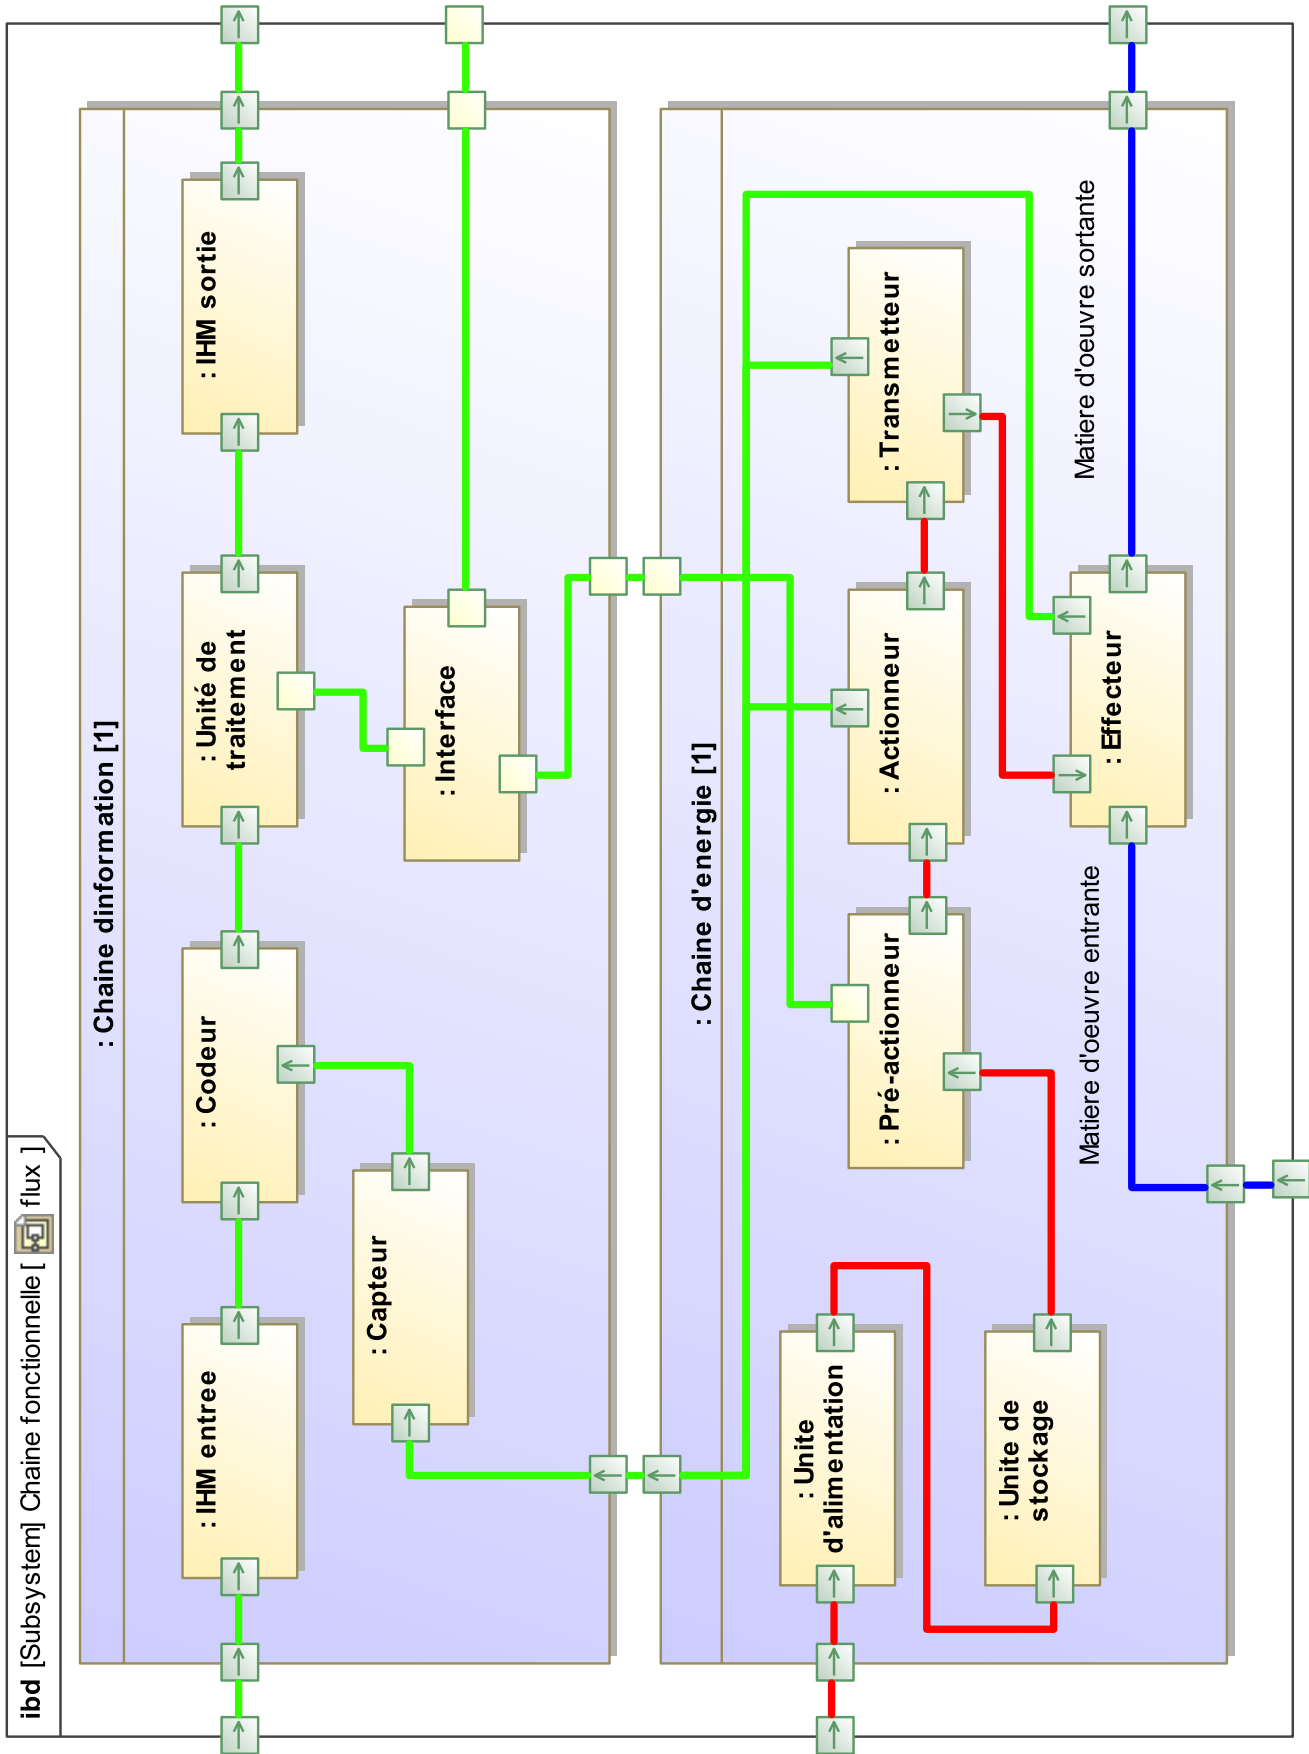 ibd [Subsystem] Chaine fonctionnelle [ flux ]
: Chaine dinformation [1]
: IHM entree
: Codeur
: Unité de
traitement
: IHM sortie
: Capteur
: Interface
: Chaine d'energie [1]
: Unite
d'alimentation
: Pré-actionneur
: Actionneur
: Transmetteur
: Unite de
stockage
Matiere d'oeuvre entrante
: Effecteur
Matiere d'oeuvre sortante